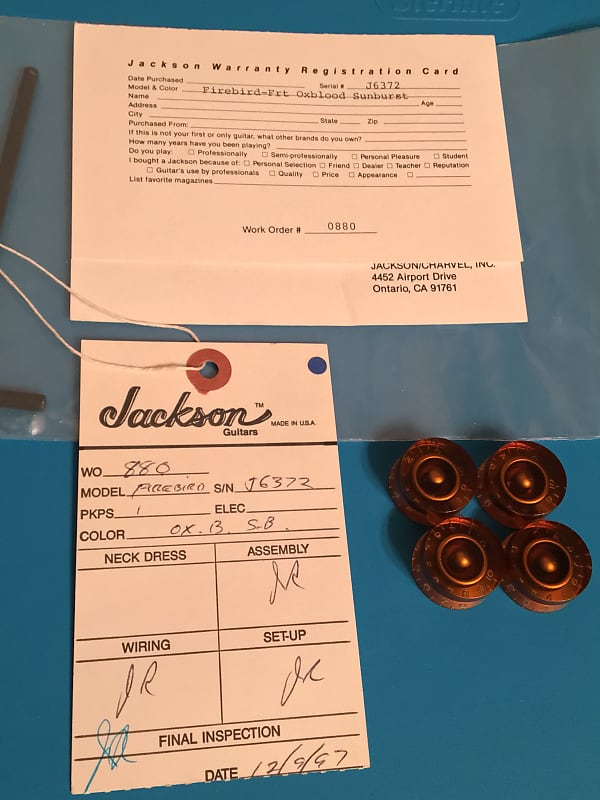 Jackson Warranty Registration Card
Date Purchased Serial # J6372
Model & Color Firebird-Frt Oxblood Sunburst
Name Age
Address
City State Zip
Purchased From:
If this is not your first or only guitar, what other brands do you own?
How many years have you been playing?
Do you play: ☐ Professionally ☐ Semi-professionally ☐ Personal Pleasure ☐ Student
I bought a Jackson because of: ☐ Personal Selection ☐ Friend ☐ Dealer ☐ Teacher ☐ Reputation
☐ Guitar's use by professionals ☐ Quality ☐ Price ☐ Appearance ☐
List favorite magazines
Work Order # 0880
JACKSON/CHARVEL, INC.
4452 Airport Drive
Ontario, CA 91761
Jackson™
Guitars
MADE IN U.S.A.
WO 880
MODEL FIREBIRD S/N J6372
PKPS 1 ELEC
COLOR OX. B. S.B.
NECK DRESS ASSEMBLY
JR
WIRING SET-UP
JR JR
FINAL INSPECTION
DATE 12/9/97